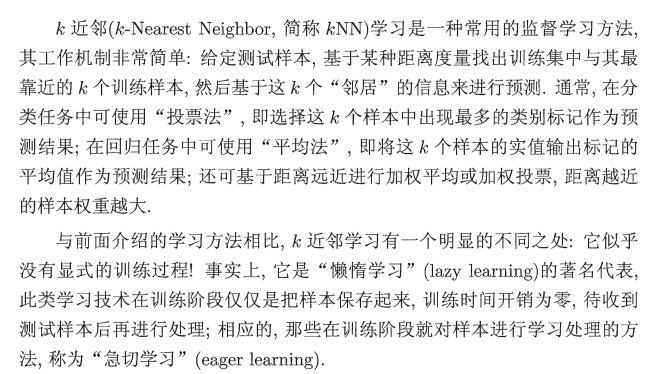 k 近邻(k-Nearest Neighbor, 简称 kNN)学习是一种常用的监督学习方法,
其工作机制非常简单: 给定测试样本, 基于某种距离度量找出训练集中与其最
靠近的 k 个训练样本, 然后基于这 k 个“邻居”的信息来进行预测. 通常, 在分
类任务中可使用“投票法”, 即选择这 k 个样本中出现最多的类别标记作为预
测结果; 在回归任务中可使用“平均法”, 即将这 k 个样本的实值输出标记的
平均值作为预测结果; 还可基于距离远近进行加权平均或加权投票, 距离越近
的样本权重越大.
与前面介绍的学习方法相比, k 近邻学习有一个明显的不同之处: 它似乎
没有显式的训练过程! 事实上, 它是“懒惰学习”(lazy learning)的著名代表,
此类学习技术在训练阶段仅仅是把样本保存起来, 训练时间开销为零, 待收到
测试样本后再进行处理; 相应的, 那些在训练阶段就对样本进行学习处理的方
法, 称为“急切学习”(eager learning).